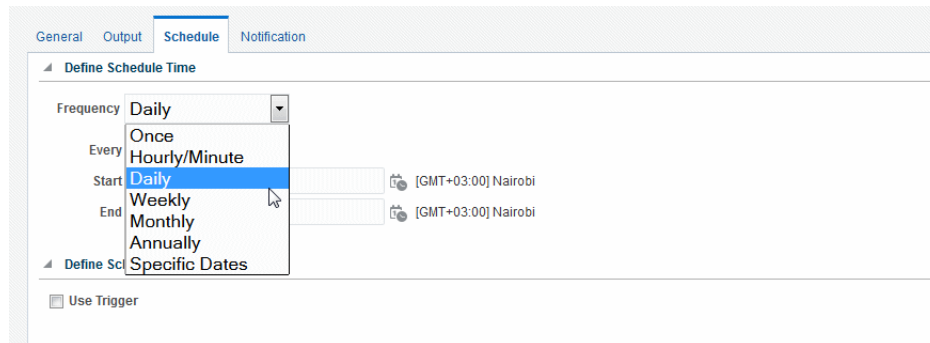 General Output Schedule Notification
Define Schedule Time
Frequency Daily
Once
Every Hourly/Minute
Start Daily [GMT+03:00] Nairobi
Weekly
End Monthly [GMT+03:00] Nairobi
Annually
Define Sc Specific Dates
Use Trigger